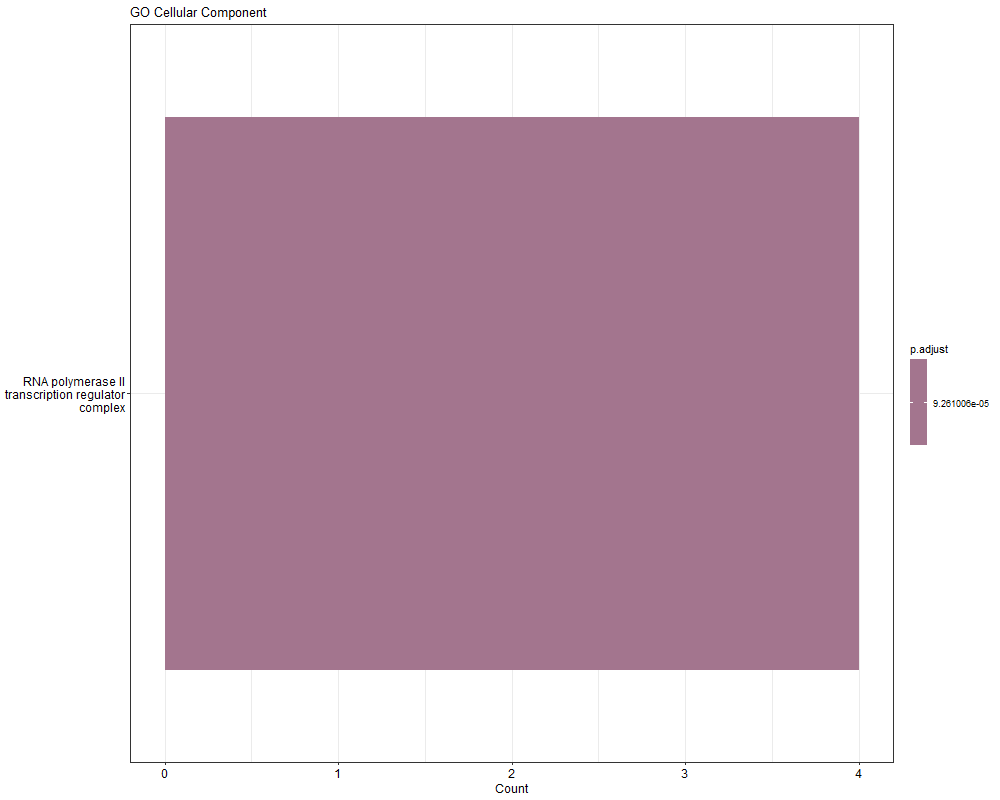 GO Cellular Component
RNA polymerase II
transcription regulator
complex
0
1
2
3
4
Count
p.adjust
9.261006e-05